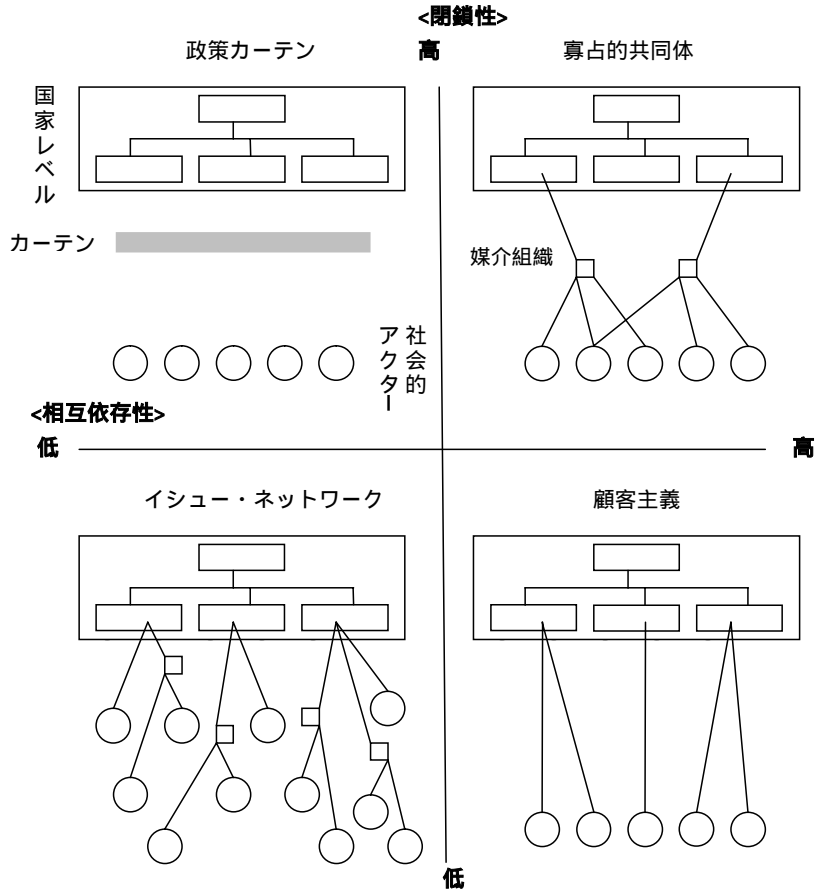 <閉鎖性>
政策カーテン
高
寡占的共同体
国家レベル
カーテン
媒介組織
社会的
アクター
<相互依存性>
低
高
イシュー・ネットワーク
顧客主義
低